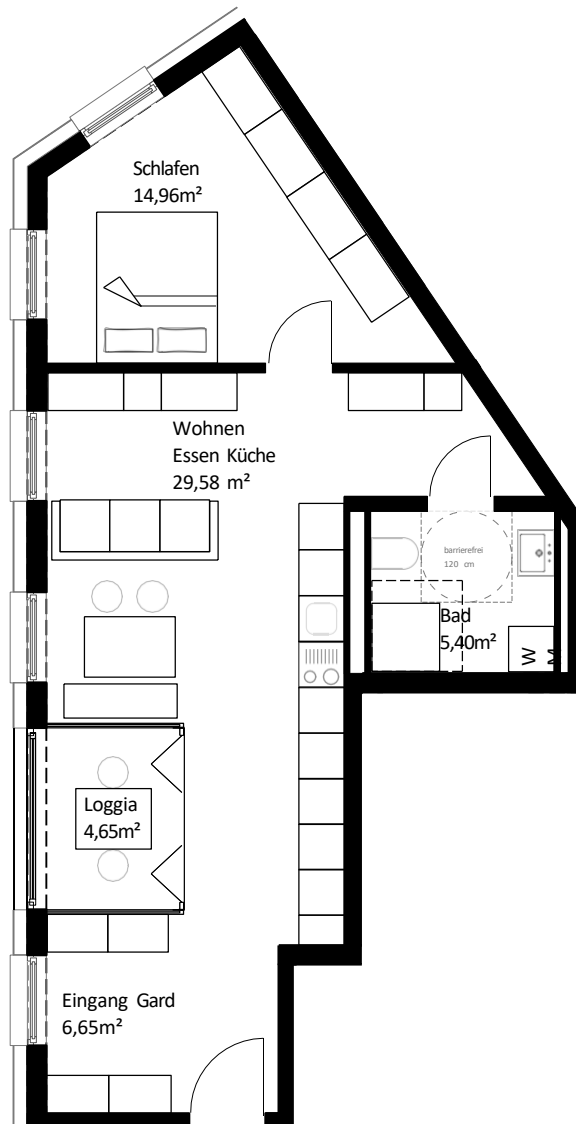 Schlafen
14,96m²
Wohnen
Essen Küche
29,58 m²
barrierefrei
120 cm
Bad
5,40m²
W
M
Loggia
4,65m²
Eingang Gard
6,65m²